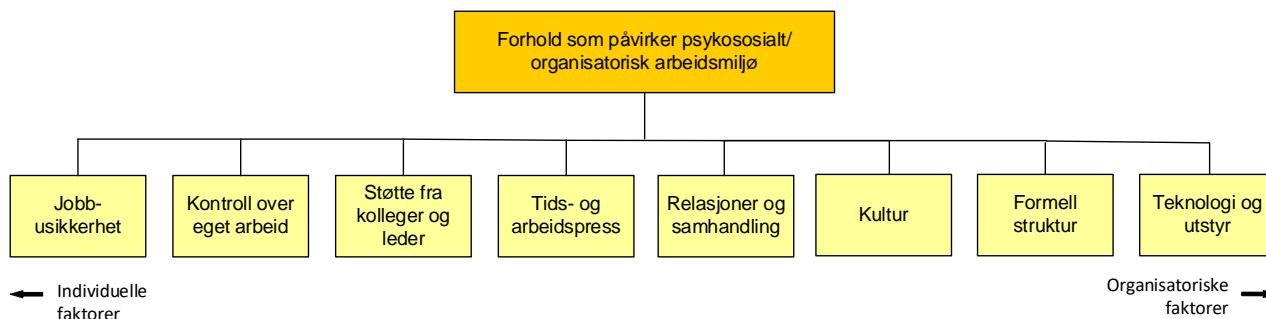 Forhold som påvirker psykososialt/
organisatorisk arbeidsmiljø
Jobb-
usikkerhet
Kontroll over
eget arbeid
Støtte fra
kolleger og
leder
Tids- og
arbeidspress
Relasjoner og
samhandling
Kultur
Formell
struktur
Teknologi og
utstyr
Individuelle
faktorer
Organisatoriske
faktorer